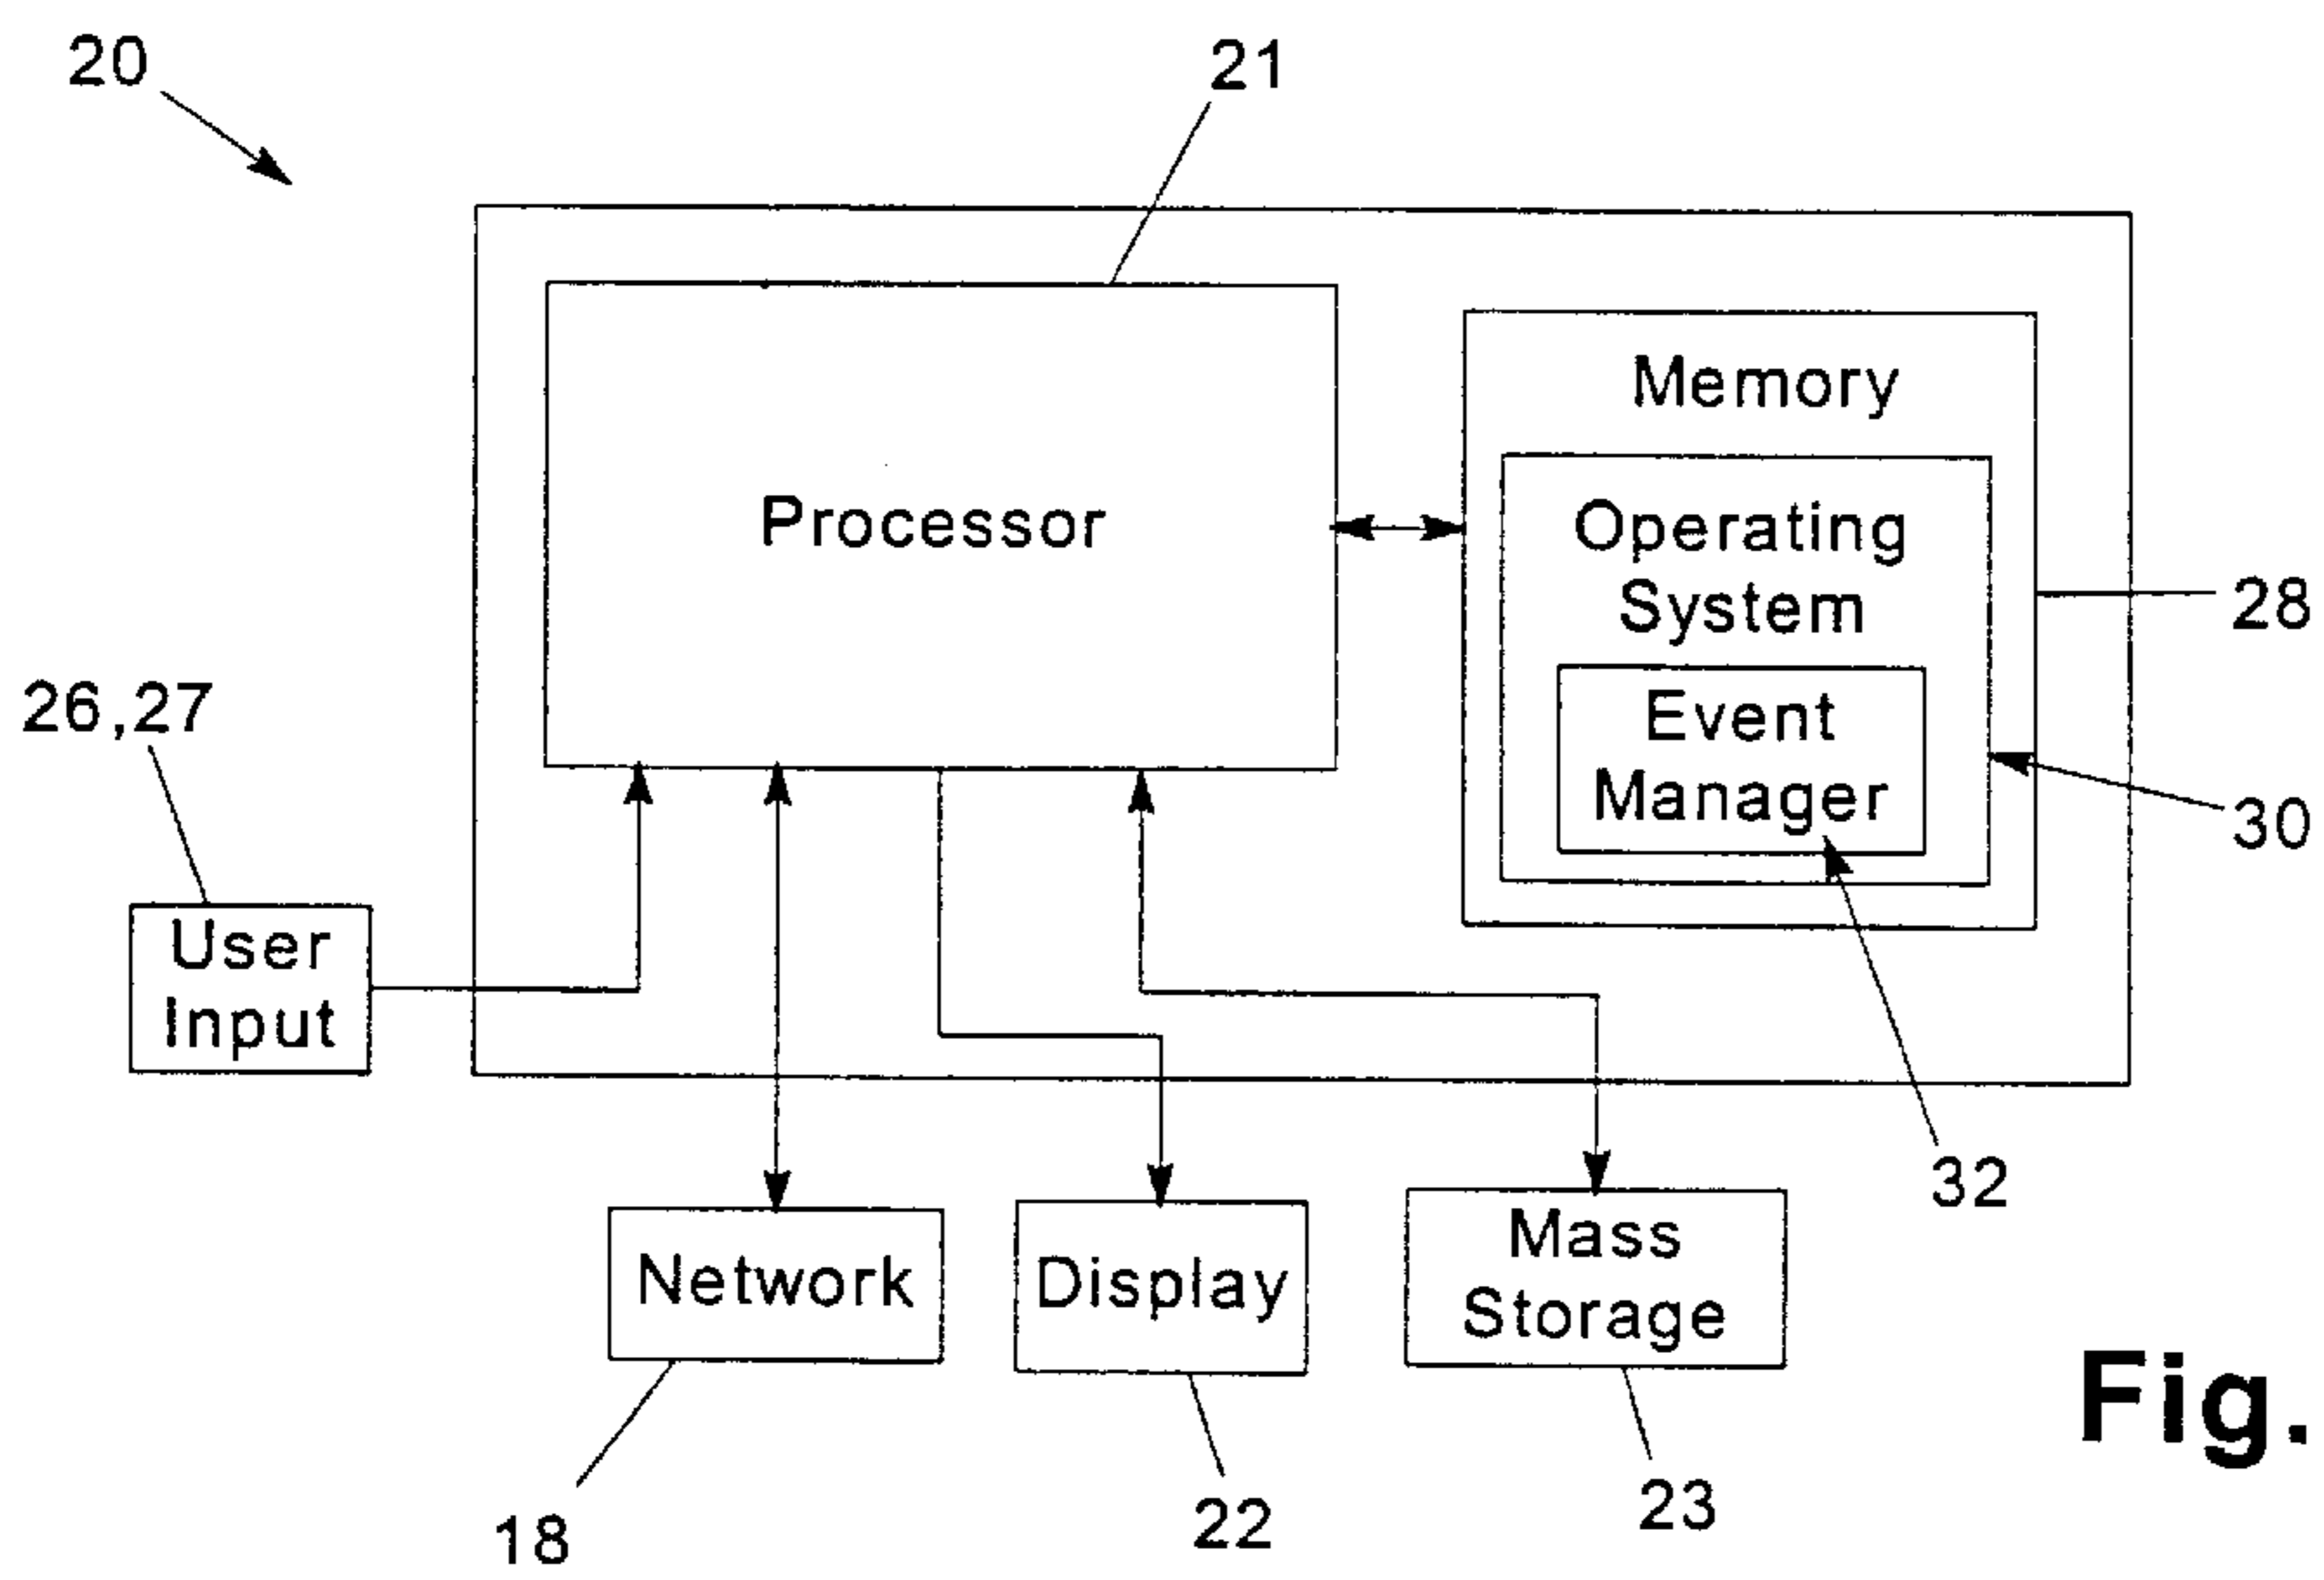 20
21
Processor
Memory
Operating
System
Event
Manager
28
30
26,27
User
Input
32
Network
Display
Mass
Storage
18
22
23
Fig.